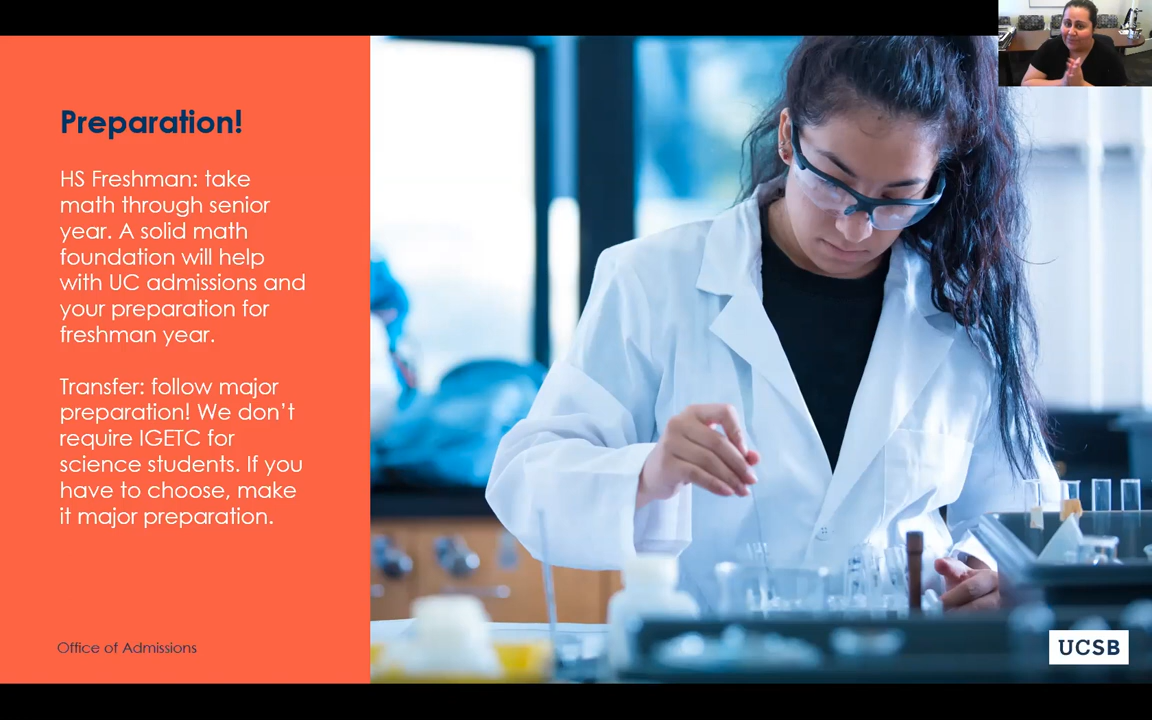 Preparation!
HS Freshman: take
math through senior
year. A solid math
foundation will help
with UC admissions and
your preparation for
freshman year.
Transfer: follow major
preparation! We don't
require IGETC for
science students. If you
have to choose, make
it major preparation.
Office of Admissions
UCSB